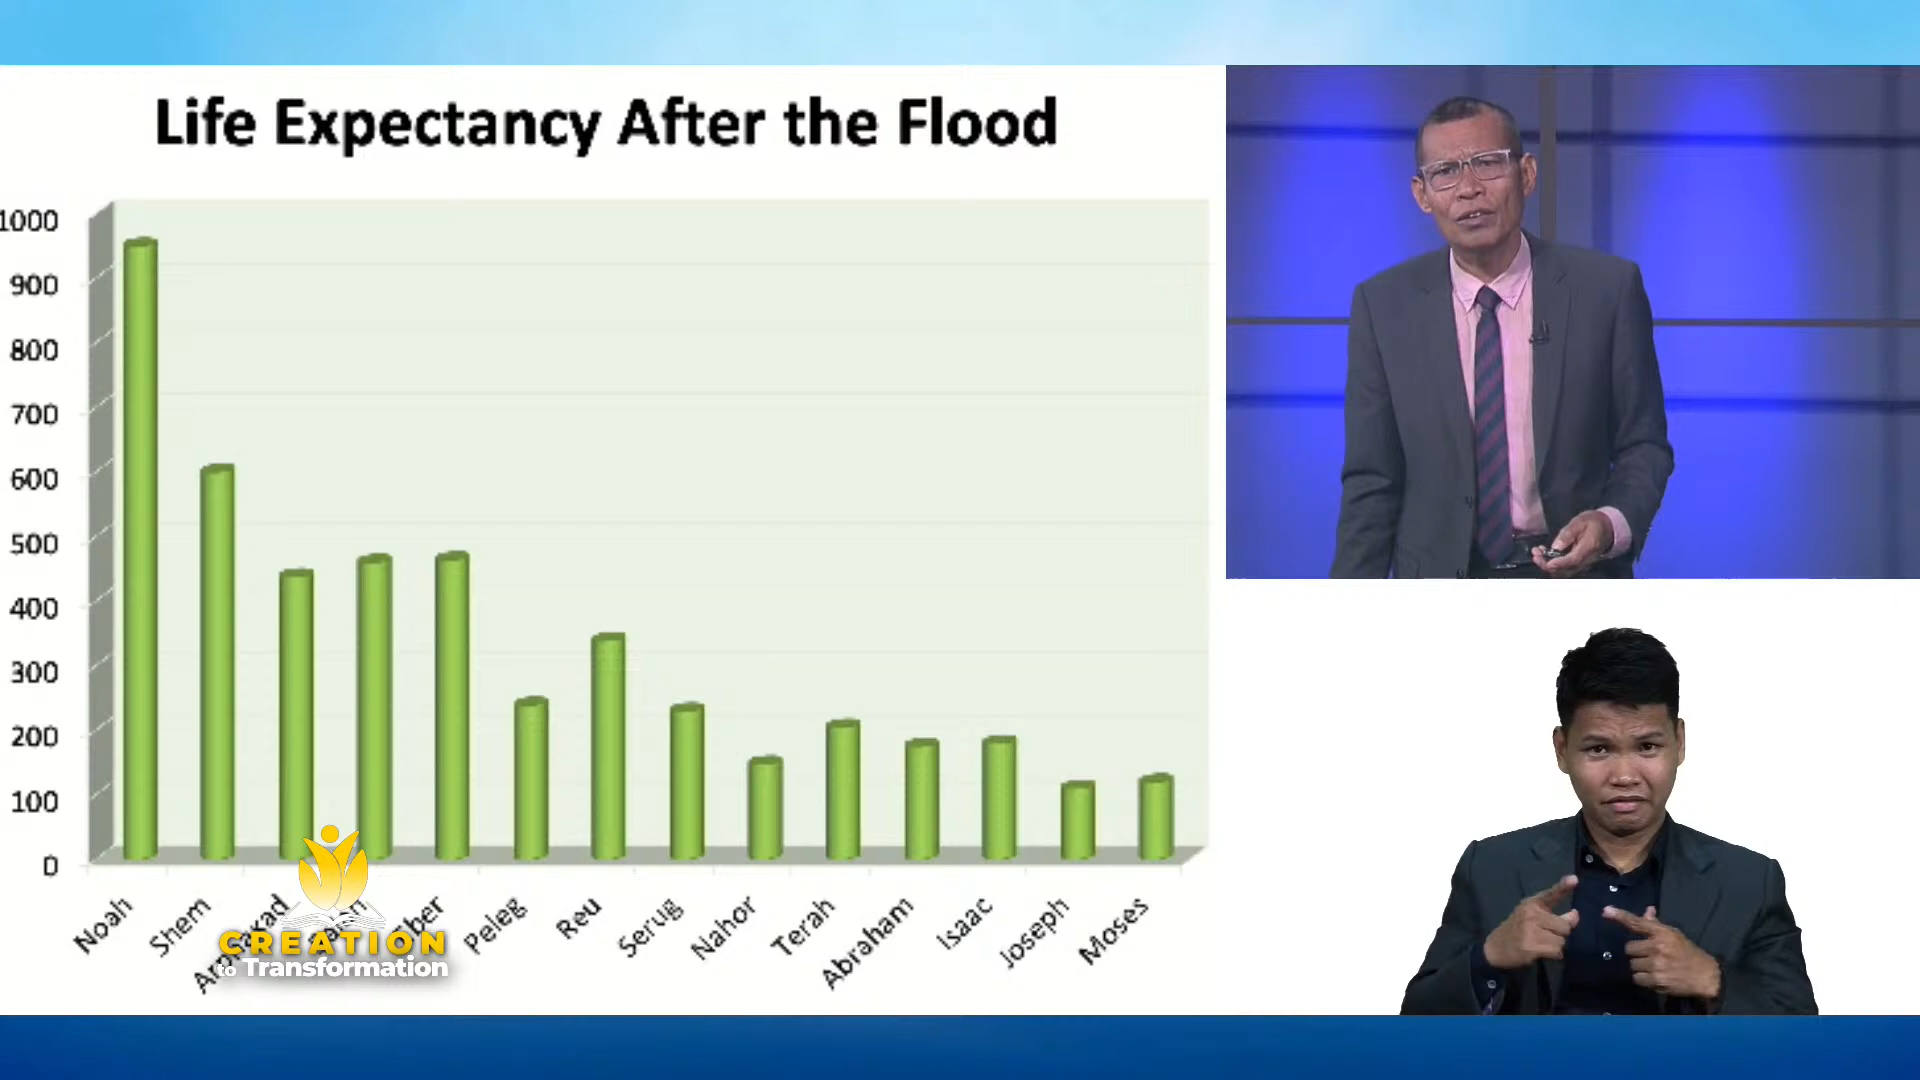 Life Expectancy After the Flood
1000
900
800
700
600
500
400
300
200
100
0
Noah
Shem
Peleg
Reu
Serug
Nahor
Terah
Abraham
Isaac
Joseph
Moses
CREATION
to Transformation